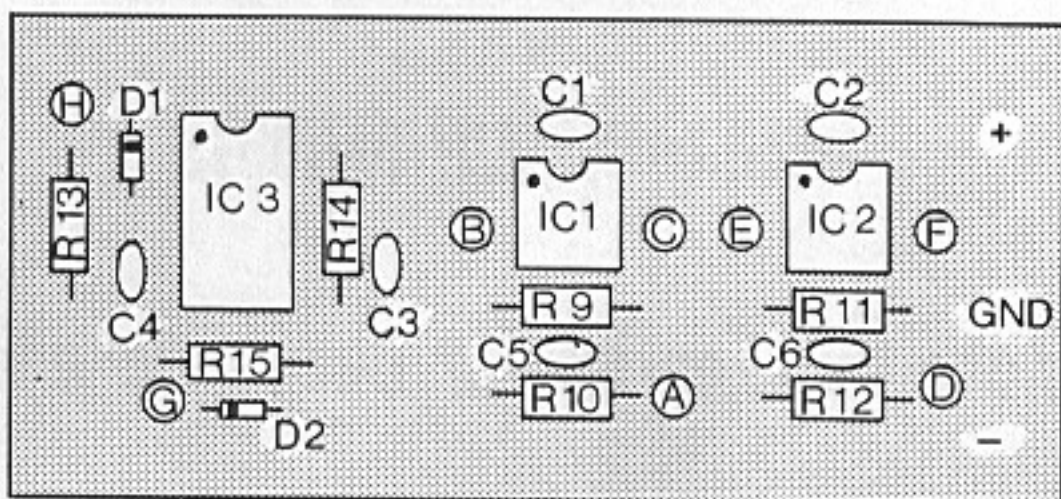 H D1 C1 C2 +
IC 3 IC1 IC 2
R13 R14 B C E F
C4 C3 R 9 R 11 GND
R15 C5 C6
G R10 A R12 D
D2 −